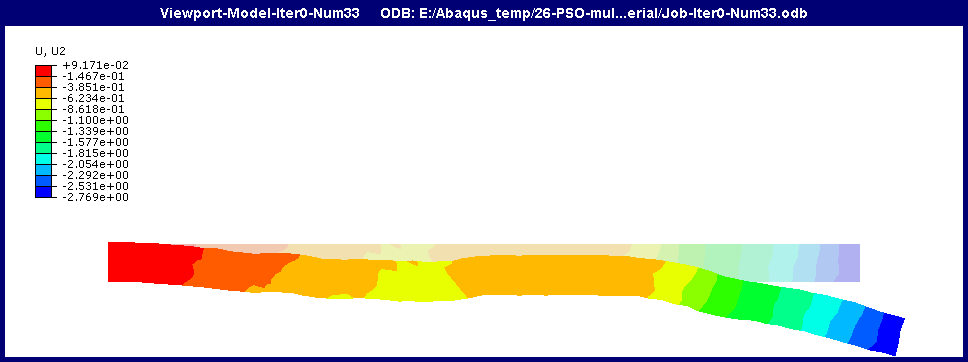 Viewport-Model-Iter0-Num33 ODB: E:/Abaqus_temp/26-PSO-mul...erial/Job-Iter0-Num33.odb
U, U2
+9.171e-02
-1.467e-01
-3.851e-01
-6.234e-01
-8.618e-01
-1.100e+00
-1.339e+00
-1.577e+00
-1.815e+00
-2.054e+00
-2.292e+00
-2.531e+00
-2.769e+00